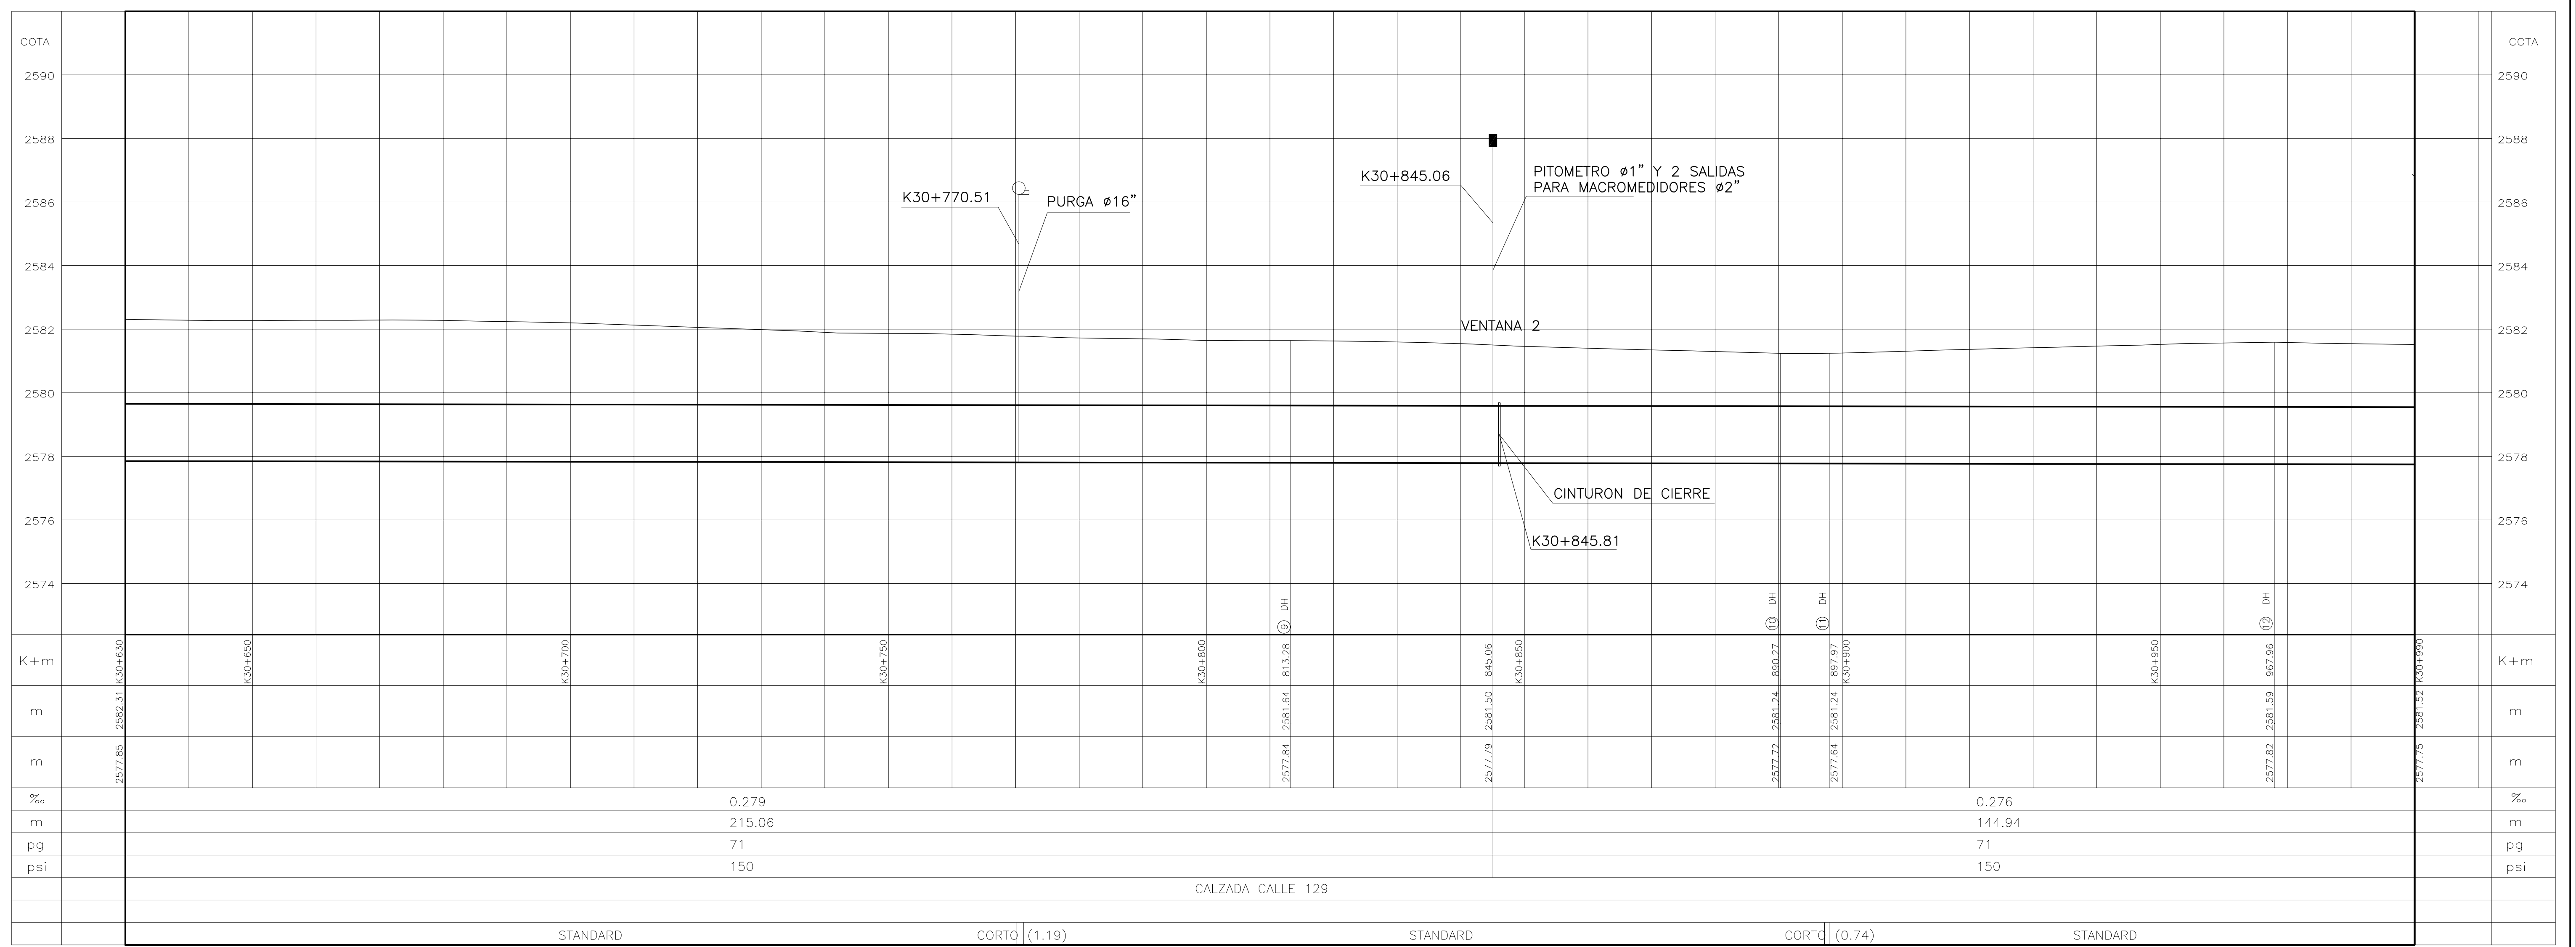 COTA
COTA
2590
2590
2588
2588
2586
2586
2584
2584
2582
2582
2580
2580
2578
2578
2576
2576
2574
2574
K30+770.51
PURGA ø16”
K30+845.06
PITOMETRO ø1” Y 2 SALIDAS
PARA MACROMEDIDORES ø2”
VENTANA 2
CINTURON DE CIERRE
K30+845.81
9 DH
10 DH
11 DH
12 DH
K+m
K30+630
K30+650
K30+700
K30+750
K30+800
813.28
845.06
K30+850
890.27
897.97
K30+900
K30+950
967.96
K30+990
K+m
m
2582.31
2581.64
2581.50
2581.24
2581.24
2581.59
2581.52
m
m
2577.85
2577.84
2577.79
2577.72
2577.64
2577.82
2577.75
m
‰
0.279
0.276
‰
m
215.06
144.94
m
pg
71
71
pg
psi
150
150
psi
CALZADA CALLE 129
STANDARD
CORTO (1.19)
STANDARD
CORTO (0.74)
STANDARD